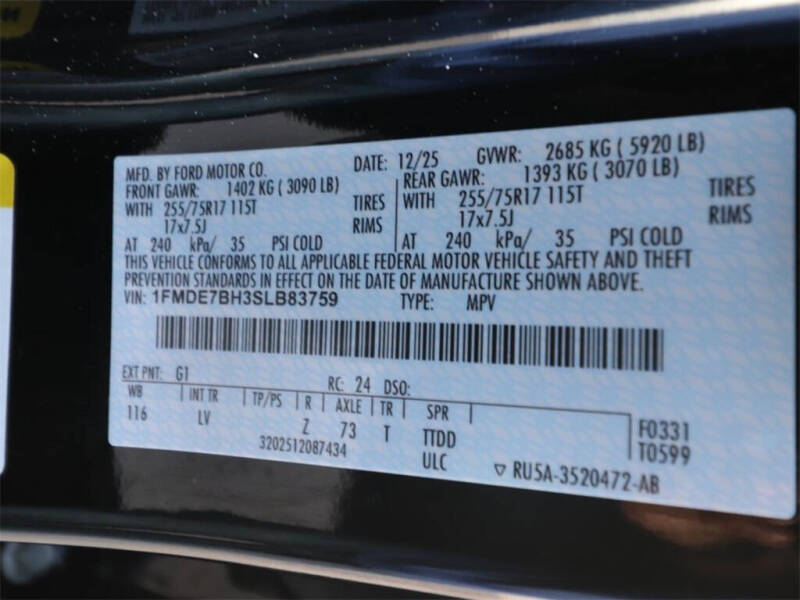 MFD. BY FORD MOTOR CO. DATE: 12/25 GVWR: 2685 KG ( 5920 LB)
FRONT GAWR: 1402 KG ( 3090 LB) REAR GAWR: 1393 KG ( 3070 LB)
WITH 255/75R17 115T TIRES WITH 255/75R17 115T TIRES
17x7.5J RIMS 17x7.5J RIMS
AT 240 kPa/ 35 PSI COLD AT 240 kPa/ 35 PSI COLD
THIS VEHICLE CONFORMS TO ALL APPLICABLE FEDERAL MOTOR VEHICLE SAFETY AND THEFT
PREVENTION STANDARDS IN EFFECT ON THE DATE OF MANUFACTURE SHOWN ABOVE.
VIN: 1FMDE7BH3SLB83759 TYPE: MPV
EXT PNT: G1 RC: 24 DSO:
WB INT TR TP/PS R AXLE TR SPR
116 LV Z 73 T TTDD F0331
3202512087434 ULC T0599
RU5A-3520472-AB